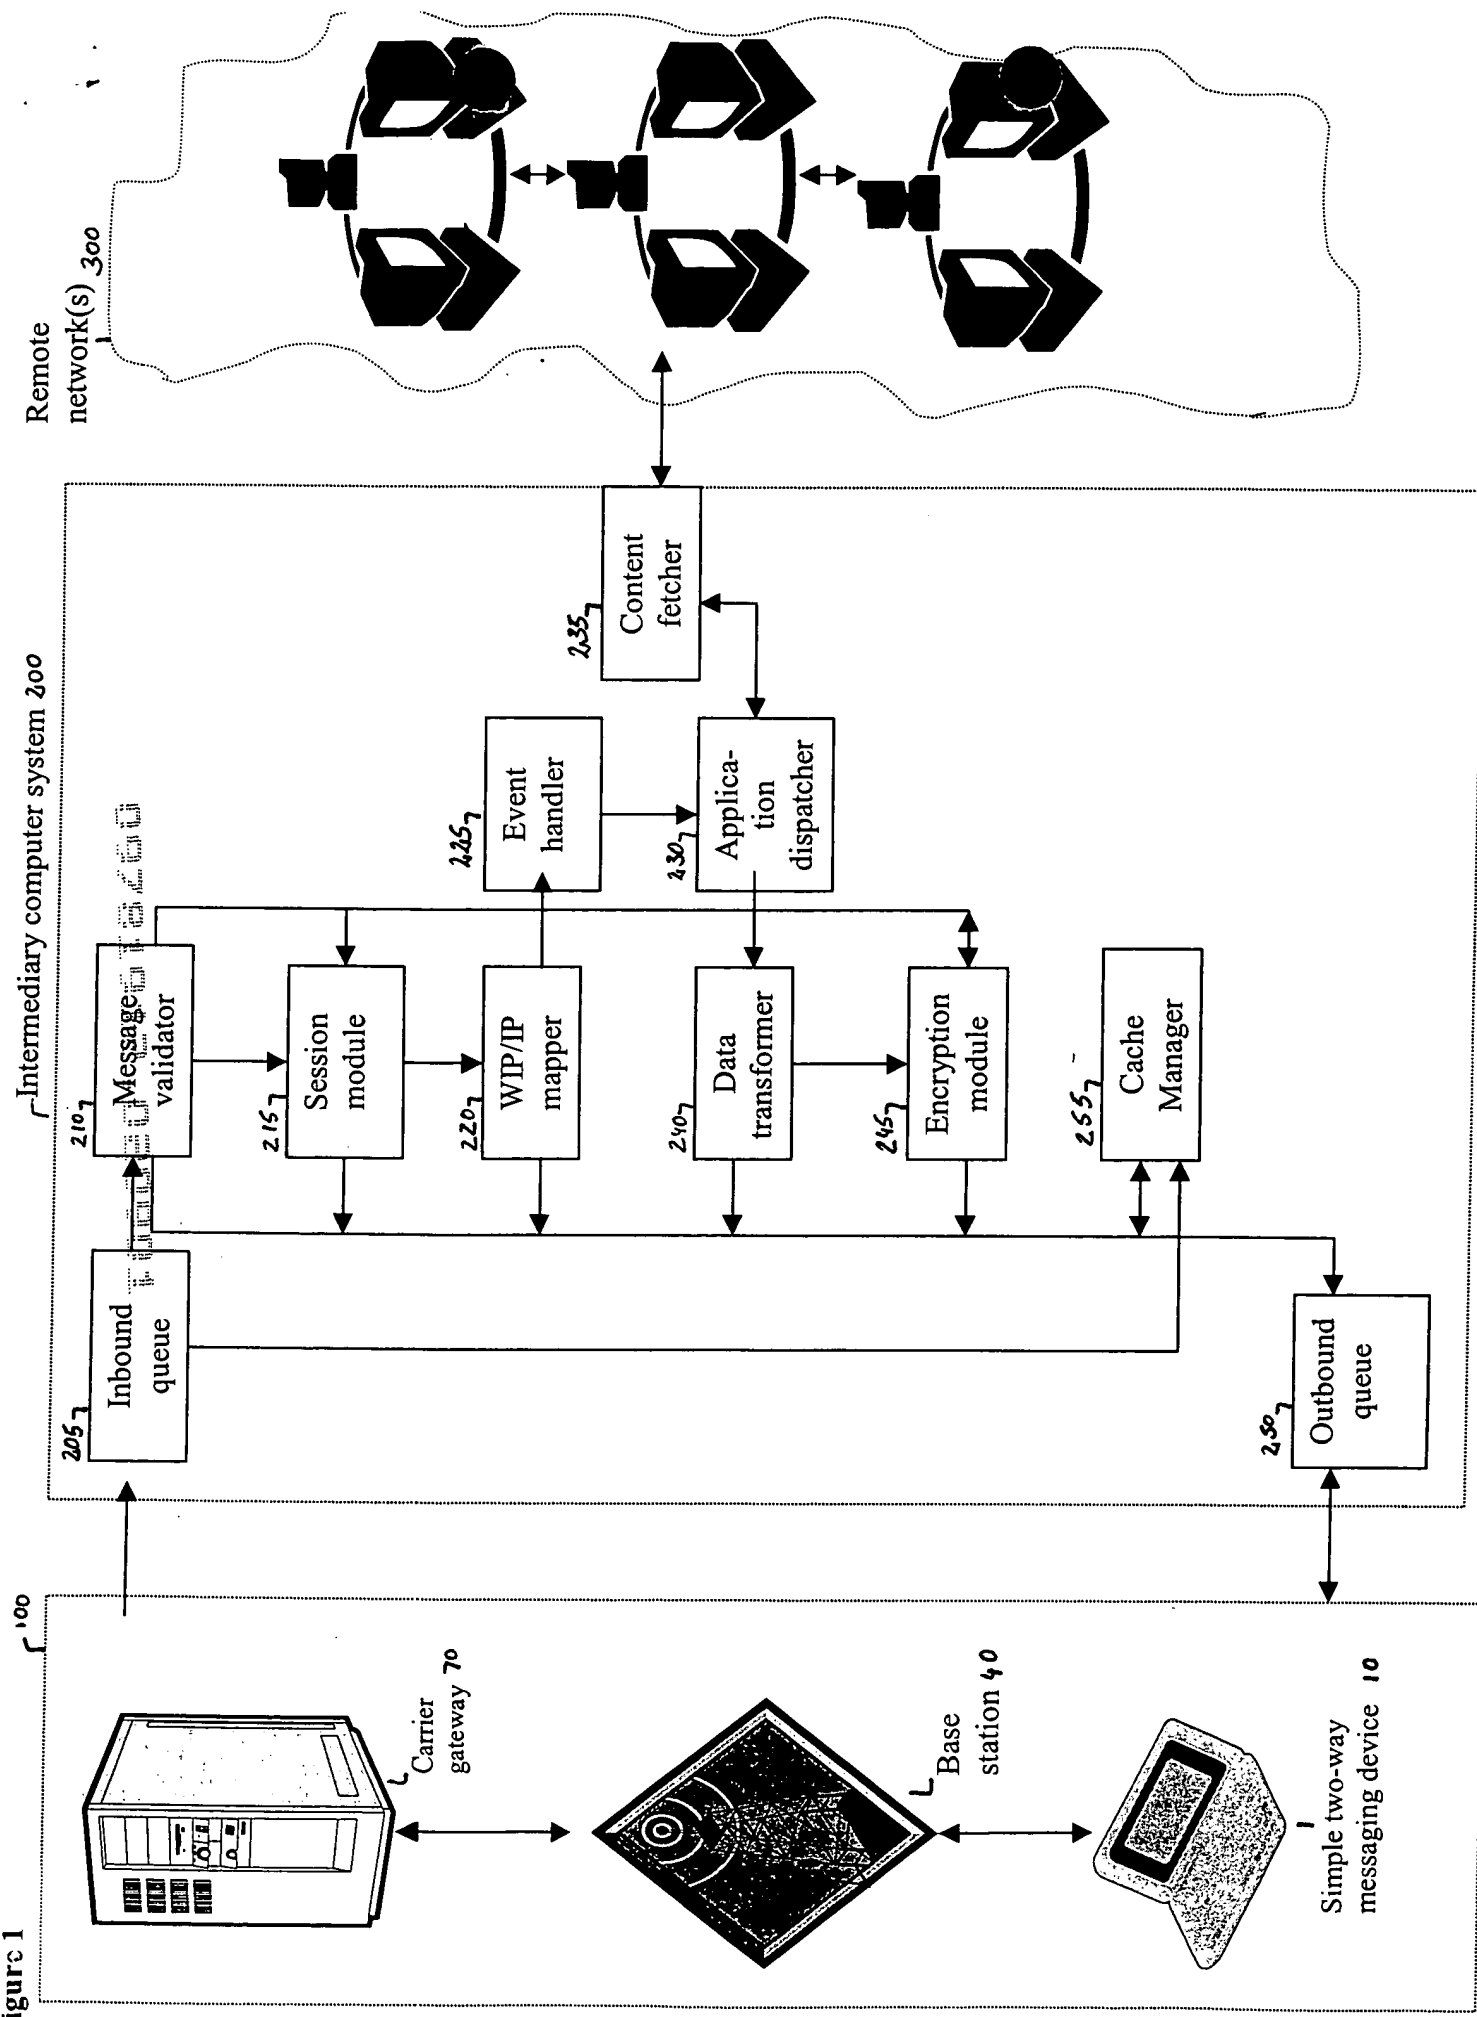 igure 1
100
Carrier
gateway 70
Base
station 40
Simple two-way
messaging device 10
Intermediary computer system 200
205
Inbound
queue
210
Message
validator
215
Session
module
220
WIP/IP
mapper
225
Event
handler
230
Applica-
tion
dispatcher
235
Content
fetcher
240
Data
transformer
245
Encryption
module
255
Cache
Manager
250
Outbound
queue
Remote
network(s) 300